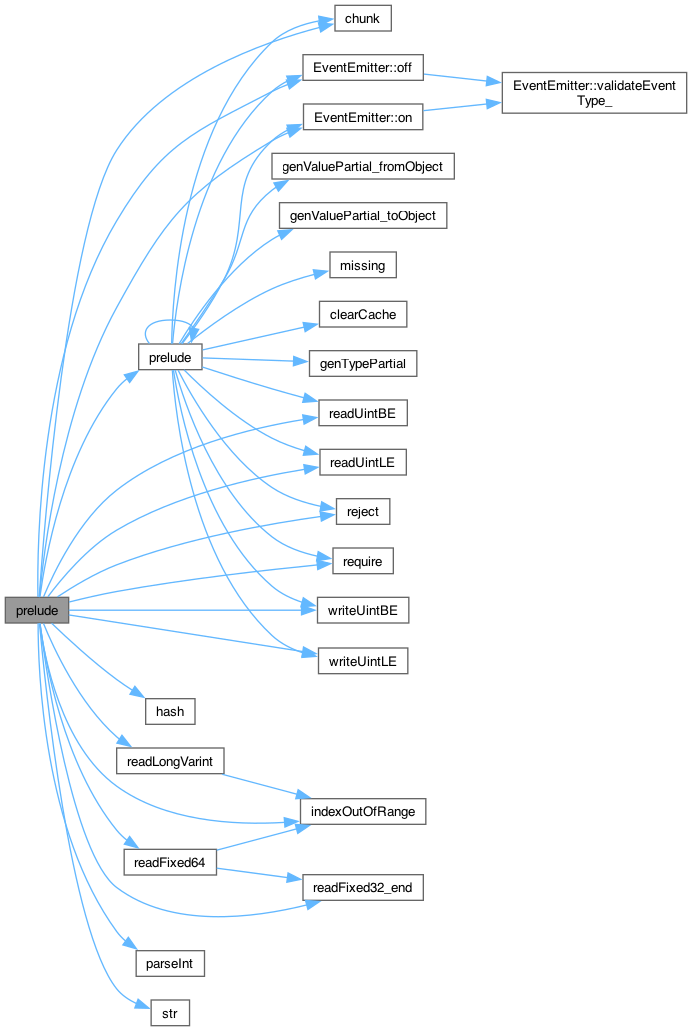 chunk
EventEmitter::off
EventEmitter::validateEvent
Type_
EventEmitter::on
genValuePartial_fromObject
genValuePartial_toObject
missing
clearCache
prelude
genTypePartial
readUintBE
readUintLE
reject
require
prelude
writeUintBE
writeUintLE
hash
readLongVarint
indexOutOfRange
readFixed64
readFixed32_end
parseInt
str